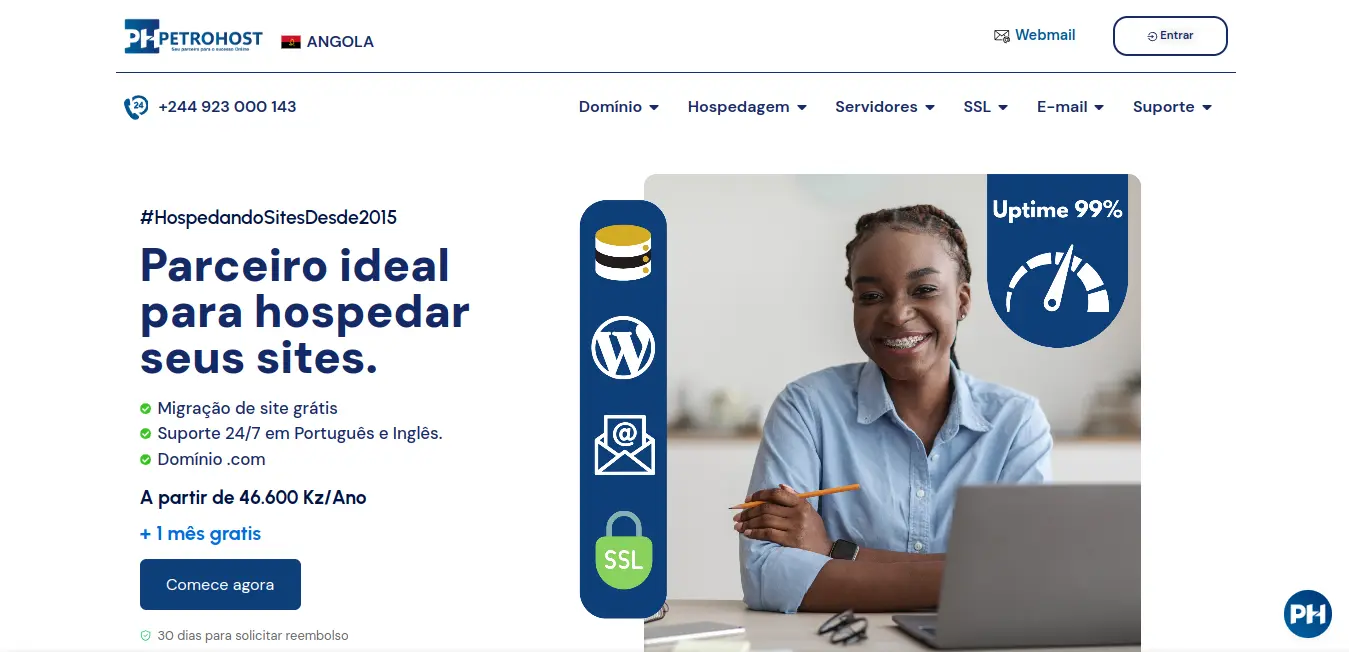 PH PETROHOST
Seu parceiro para o sucesso Online
ANGOLA
Webmail
Entrar
24
+244 923 000 143
Domínio
Hospedagem
Servidores
SSL
E-mail
Suporte
#HospedandoSitesDesde2015
Parceiro ideal
para hospedar
seus sites.
Migração de site grátis
Suporte 24/7 em Português e Inglês.
Domínio .com
A partir de 46.600 Kz/Ano
+ 1 mês gratis
Comece agora
30 dias para solicitar reembolso
W
@
SSL
Uptime 99%
PH